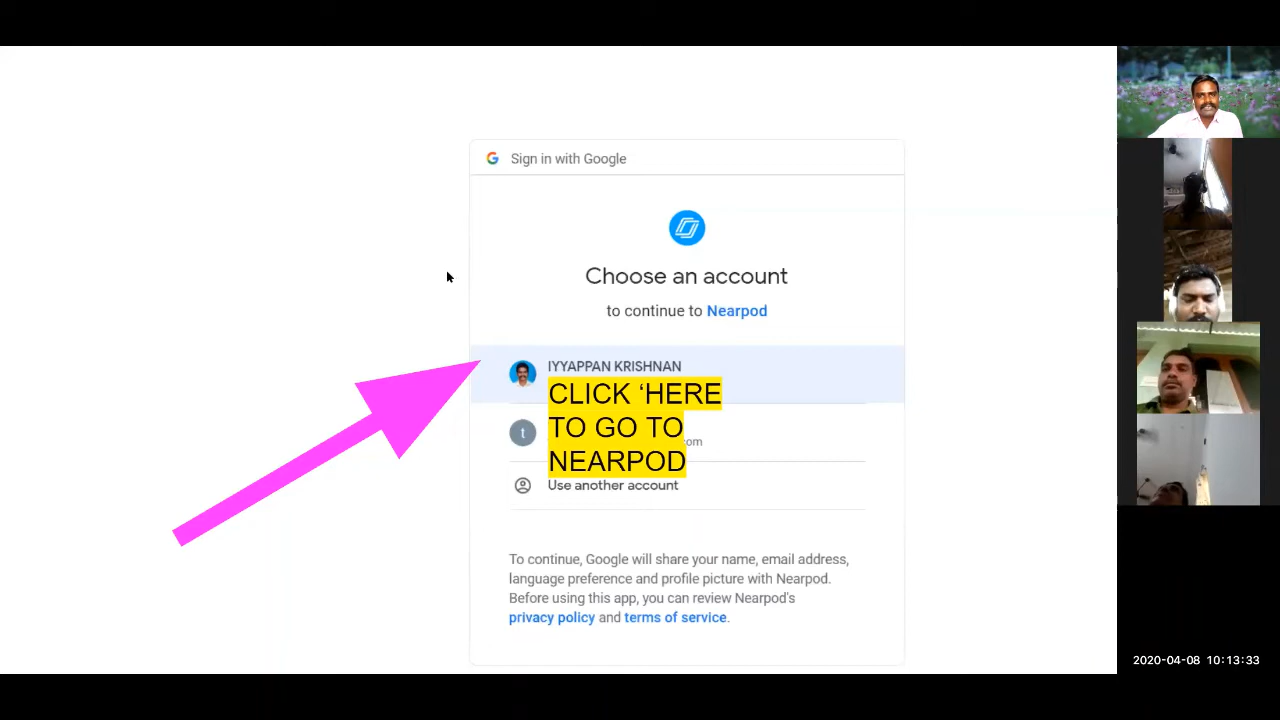 Sign in with Google
Choose an account
to continue to Nearpod
IYYAPPAN KRISHNAN
CLICK ‘HERE
TO GO TO
t
com
NEARPOD
Use another account
To continue, Google will share your name, email address,
language preference and profile picture with Nearpod.
Before using this app, you can review Nearpod's
privacy policy and terms of service.
2020-04-08 10:13:33